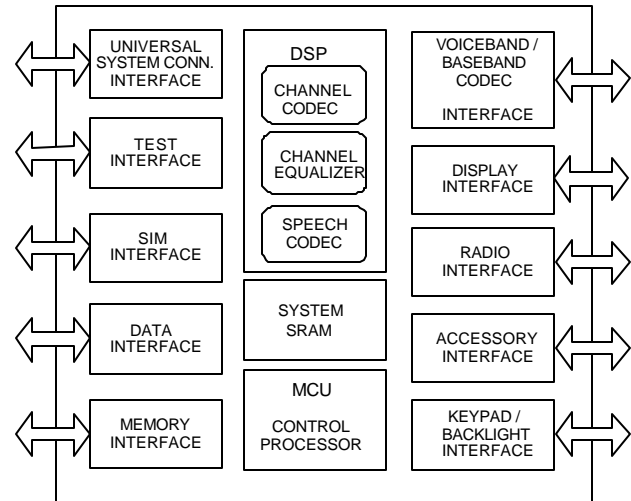 UNIVERSAL
SYSTEM CONN.
INTERFACE
TEST
INTERFACE
SIM
INTERFACE
DATA
INTERFACE
MEMORY
INTERFACE
DSP
CHANNEL
CODEC
CHANNEL
EQUALIZER
SPEECH
CODEC
SYSTEM
SRAM
MCU
CONTROL
PROCESSOR
VOICEBAND /
BASEBAND
CODEC
INTERFACE
DISPLAY
INTERFACE
RADIO
INTERFACE
ACCESSORY
INTERFACE
KEYPAD /
BACKLIGHT
INTERFACE